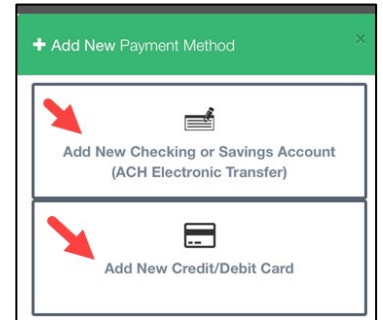 + Add New Payment Method ×
Add New Checking or Savings Account
(ACH Electronic Transfer)
Add New Credit/Debit Card